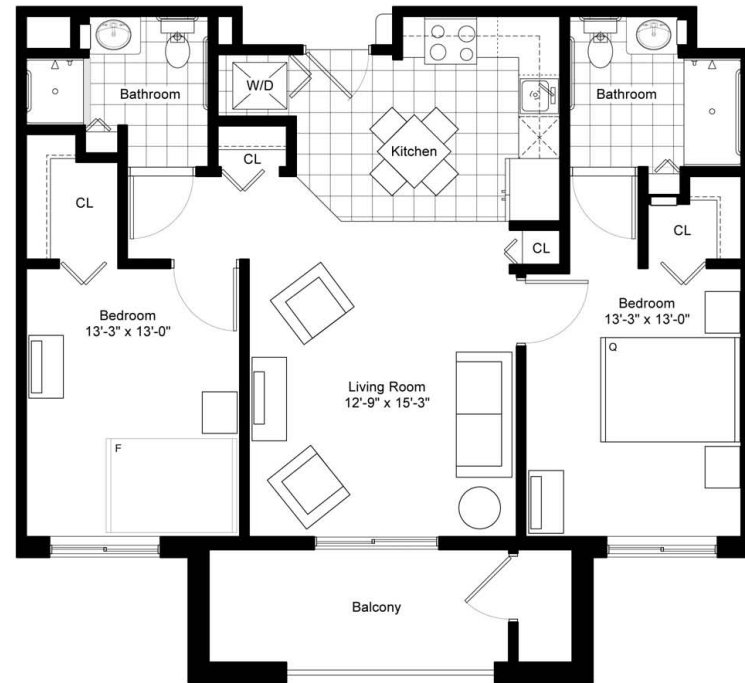 Bathroom
W/D
Bathroom
Kitchen
CL
CL
CL
CL
Bedroom
13'-3" x 13'-0"
Bedroom
13'-3" x 13'-0"
Q
Living Room
12'-9" x 15'-3"
F
Balcony